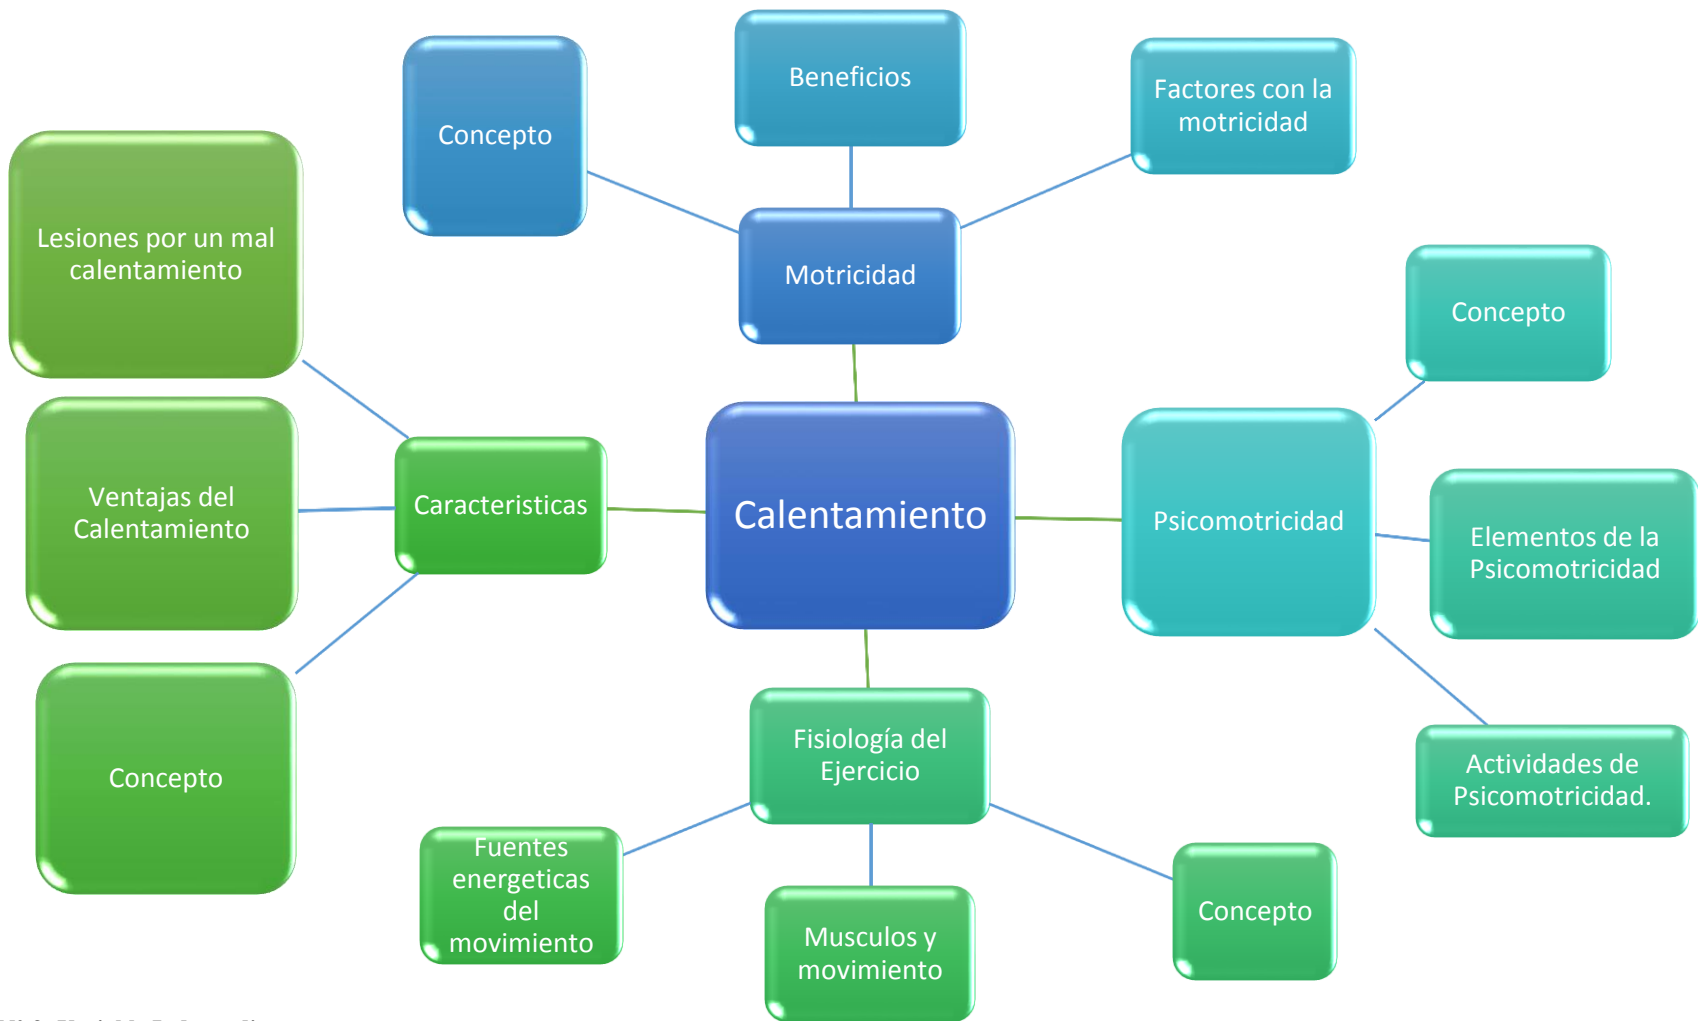 Beneficios
Factores con la
motricidad
Concepto
Lesiones por un mal
calentamiento
Motricidad
Concepto
Ventajas del
Calentamiento
Caracteristicas
Calentamiento
Psicomotricidad
Elementos de la
Psicomotricidad
Concepto
Fisiología del
Ejercicio
Actividades de
Psicomotricidad.
Fuentes
energeticas
del
movimiento
Musculos y
movimiento
Concepto